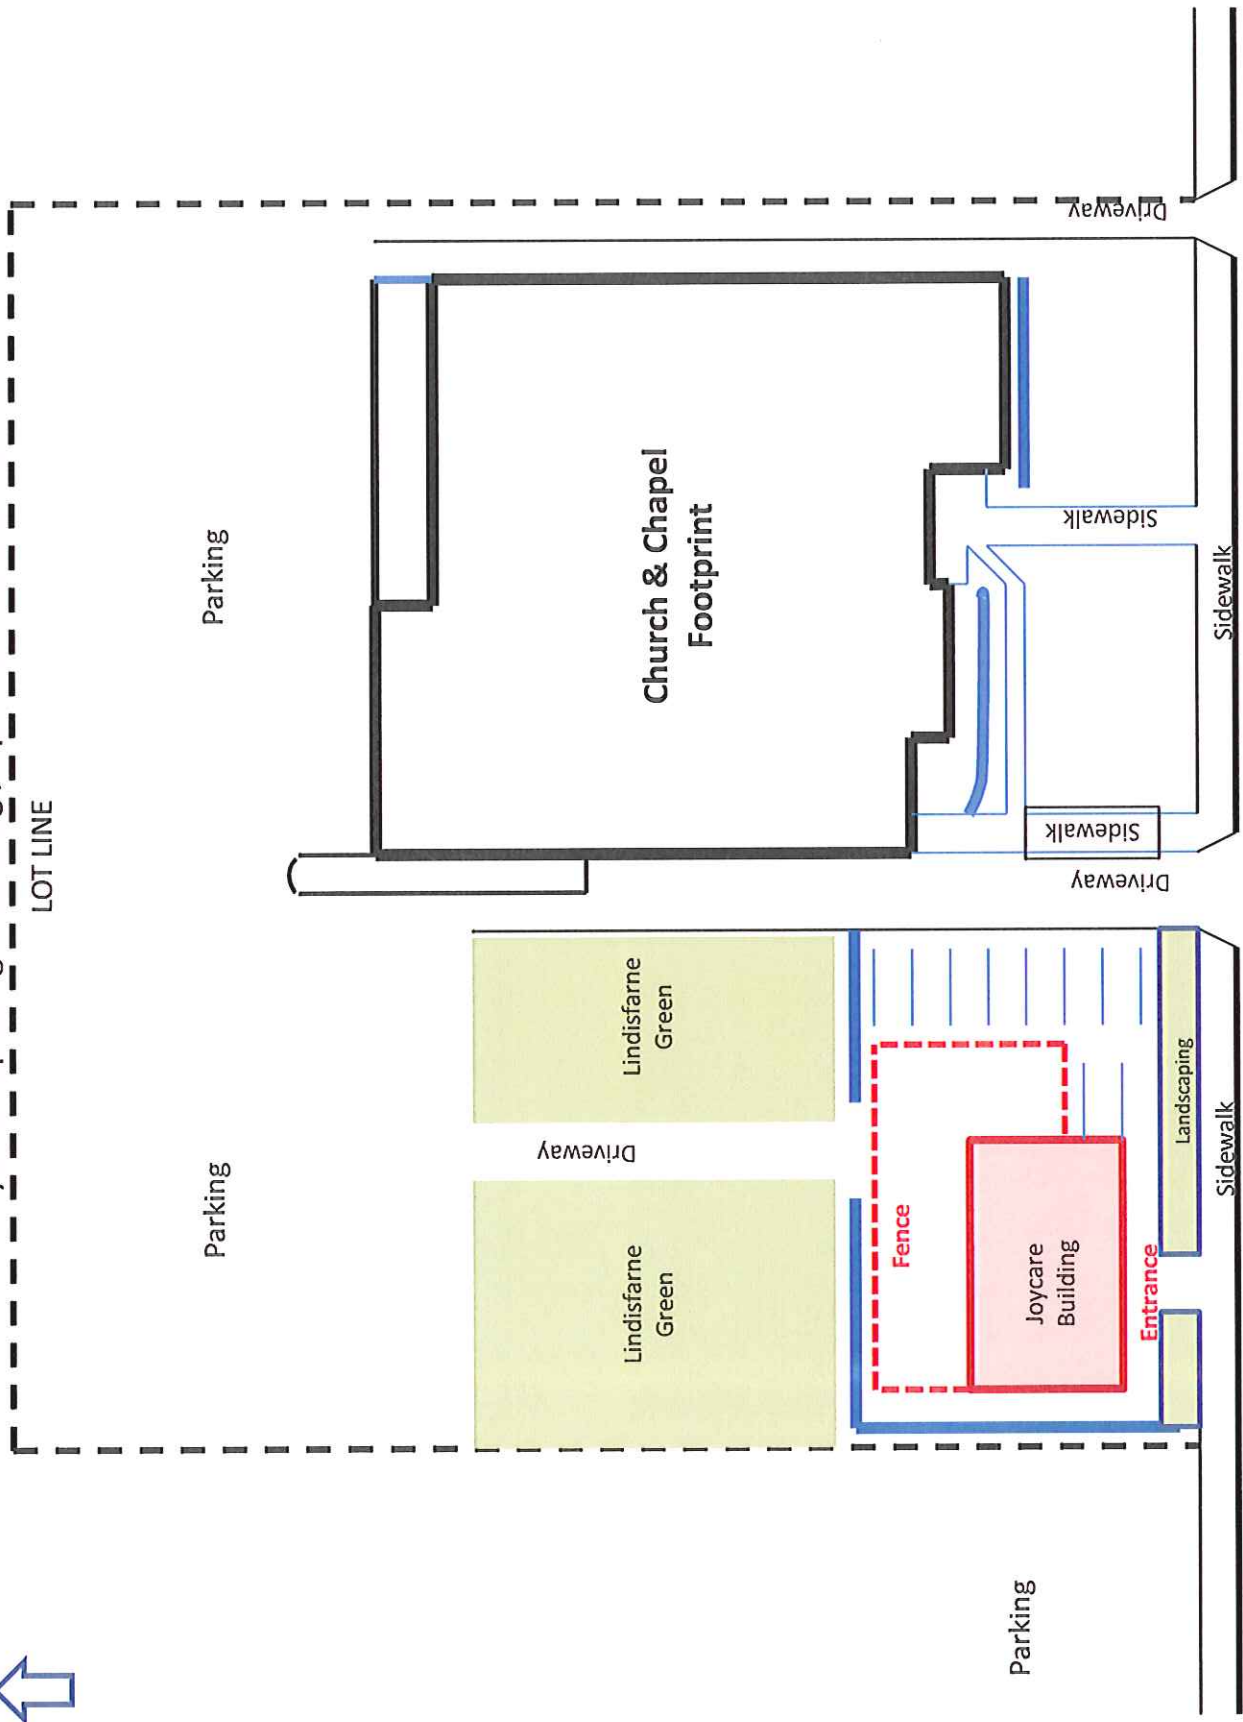 LOT LINE
Parking
Parking
Driveway
Lindisfarne
Green
Lindisfarne
Green
Church & Chapel
Footprint
Fence
Parking
Joycare
Building
Driveway
Sidewalk
Sidewalk
Driveway
Entrance
Landscaping
Sidewalk
Sidewalk